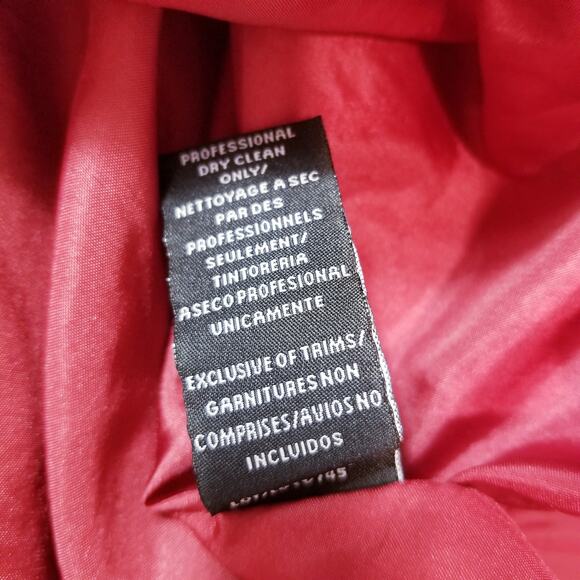 PROFESSIONAL
DRY CLEAN
ONLY/
NETTOYAGE A SEC
PAR DES
PROFESSIONNELS
SEULEMENT/
TINTORERIA
ASECO PROFESIONAL
UNICAMENTE
EXCLUSIVE OF TRIMS/
GARNITURES NON
COMPRISES/AVIOS NO
INCLUIDOS